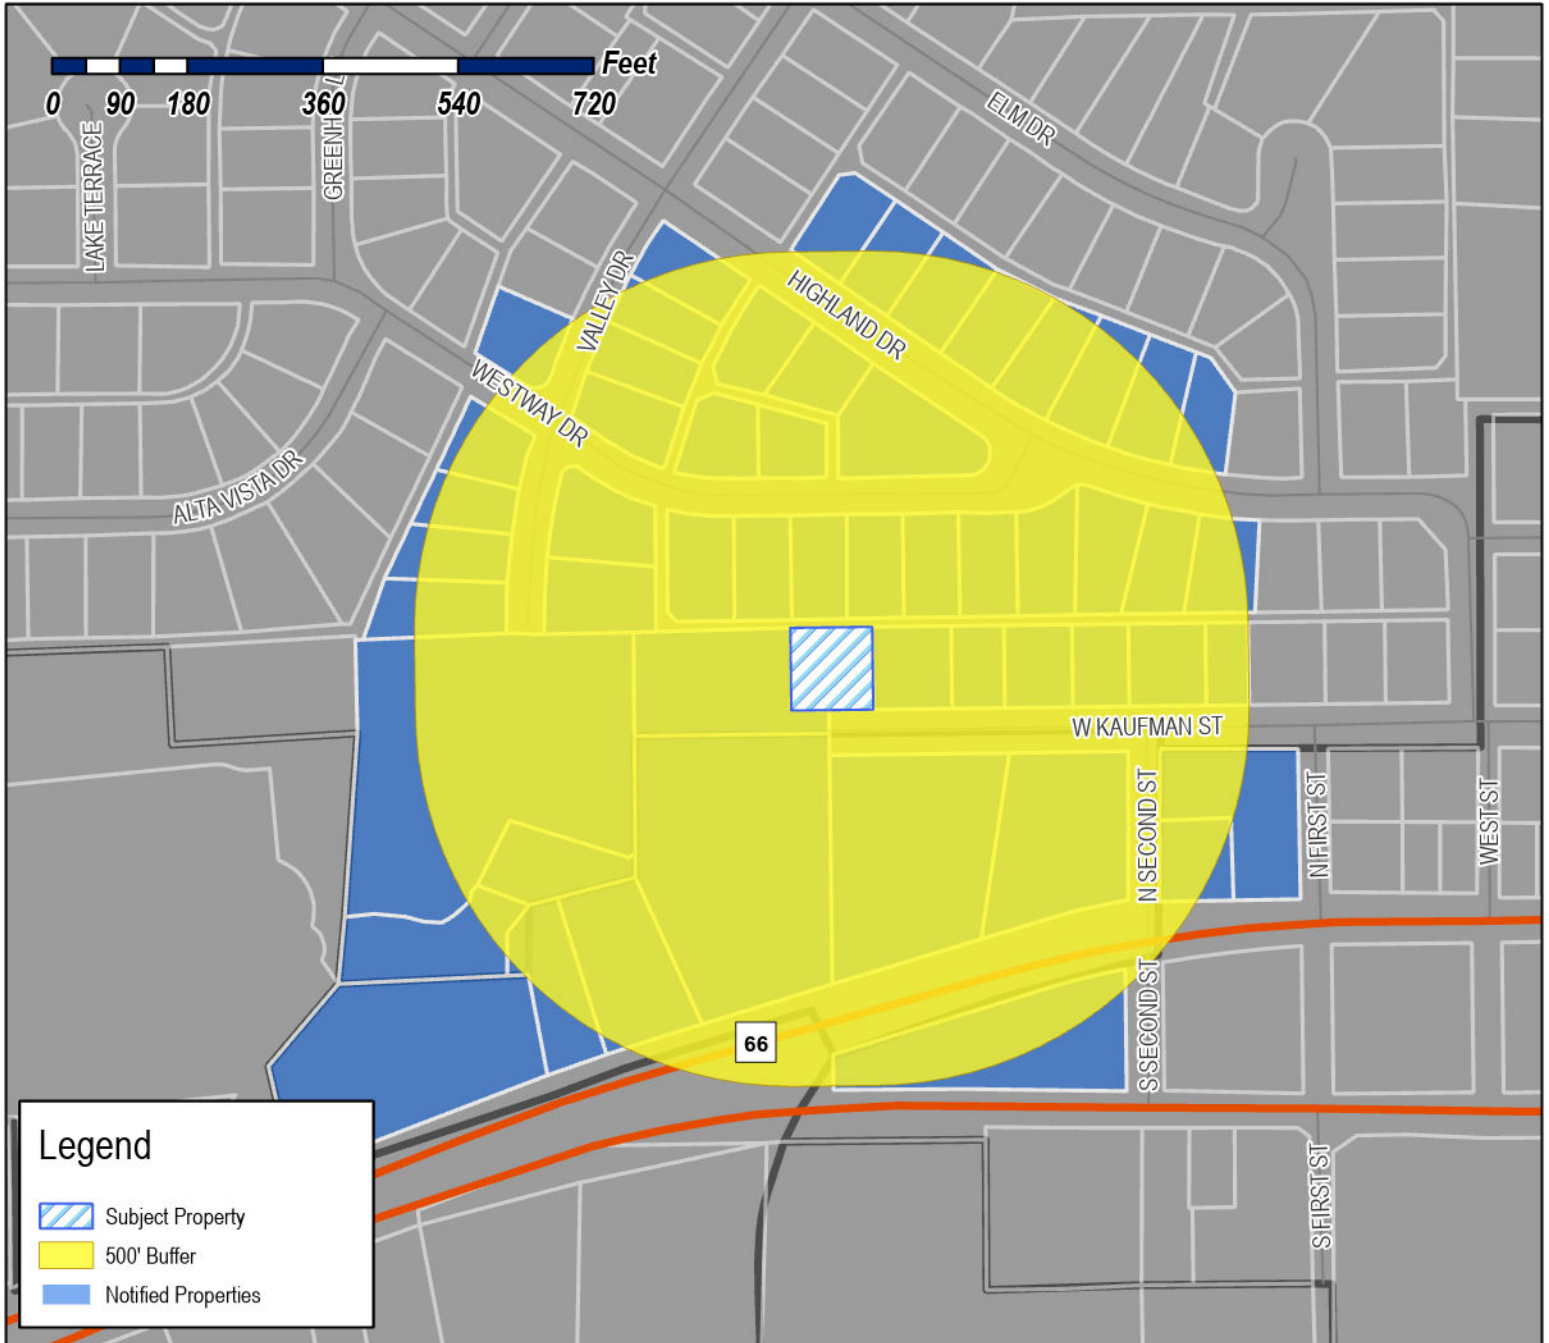 Feet
0 90 180 360 540 720
LAKE TERRACE
ELM DR
VALLEY DR
HIGHLAND DR
WESTWAY DR
ALTA VISTA DR
W KAUFMAN ST
N SECOND ST
N FIRST ST
WEST ST
S SECOND ST
66
S FIRST ST
Legend
Subject Property
500' Buffer
Notified Properties